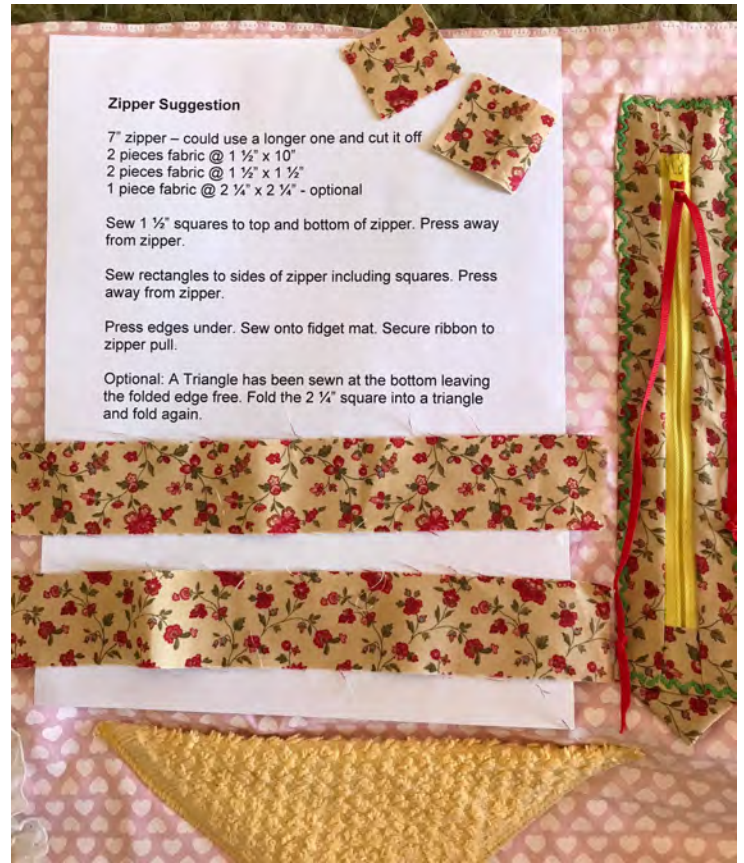 Zipper Suggestion
7" zipper – could use a longer one and cut it off
2 pieces fabric @ 1 ½" x 10"
2 pieces fabric @ 1 ½" x 1 ½"
1 piece fabric @ 2 ¼" x 2 ¼" - optional
Sew 1 ½" squares to top and bottom of zipper. Press away
from zipper.
Sew rectangles to sides of zipper including squares. Press
away from zipper.
Press edges under. Sew onto fidget mat. Secure ribbon to
zipper pull.
Optional: A Triangle has been sewn at the bottom leaving
the folded edge free. Fold the 2 ¼" square into a triangle
and fold again.